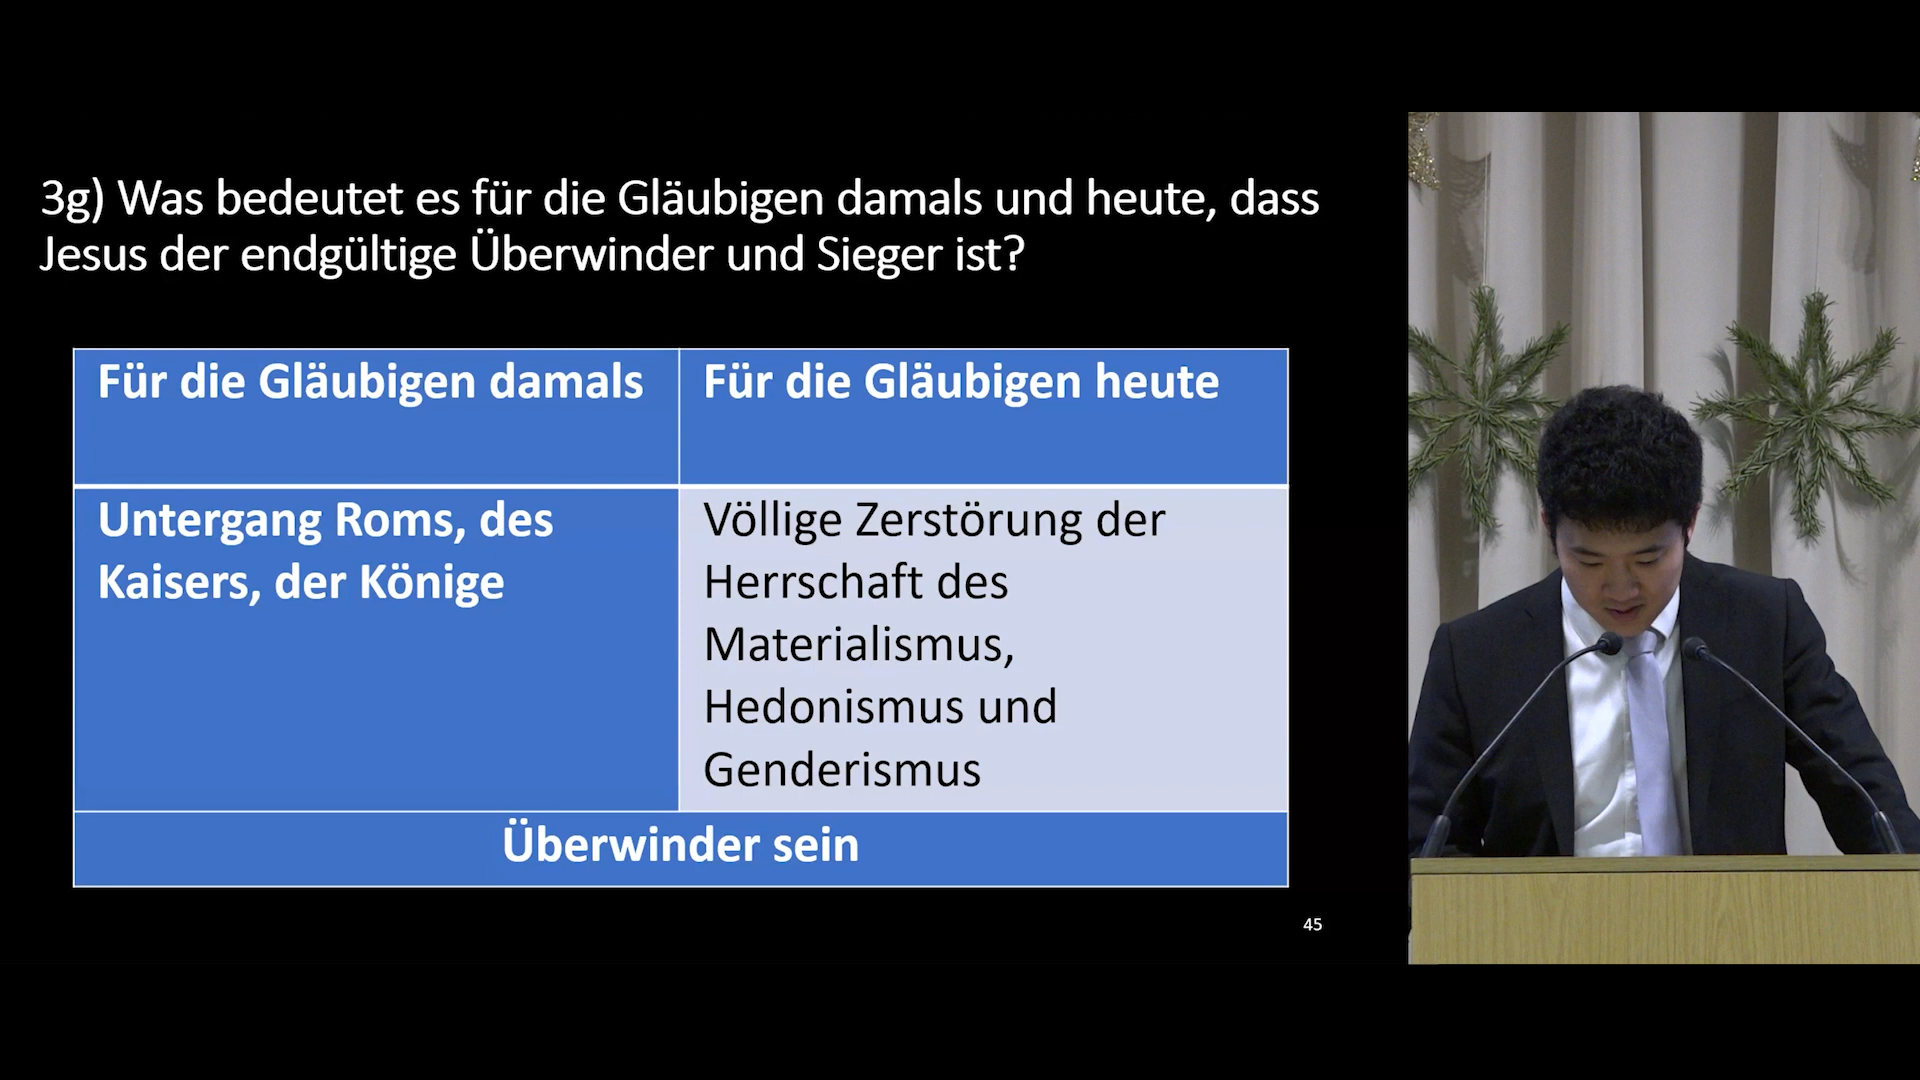 3g) Was bedeutet es für die Gläubigen damals und heute, dass
Jesus der endgültige Überwinder und Sieger ist?
Für die Gläubigen damals
Für die Gläubigen heute
Untergang Roms, des
Kaisers, der Könige
Völlige Zerstörung der
Herrschaft des
Materialismus,
Hedonismus und
Genderismus
Überwinder sein
45